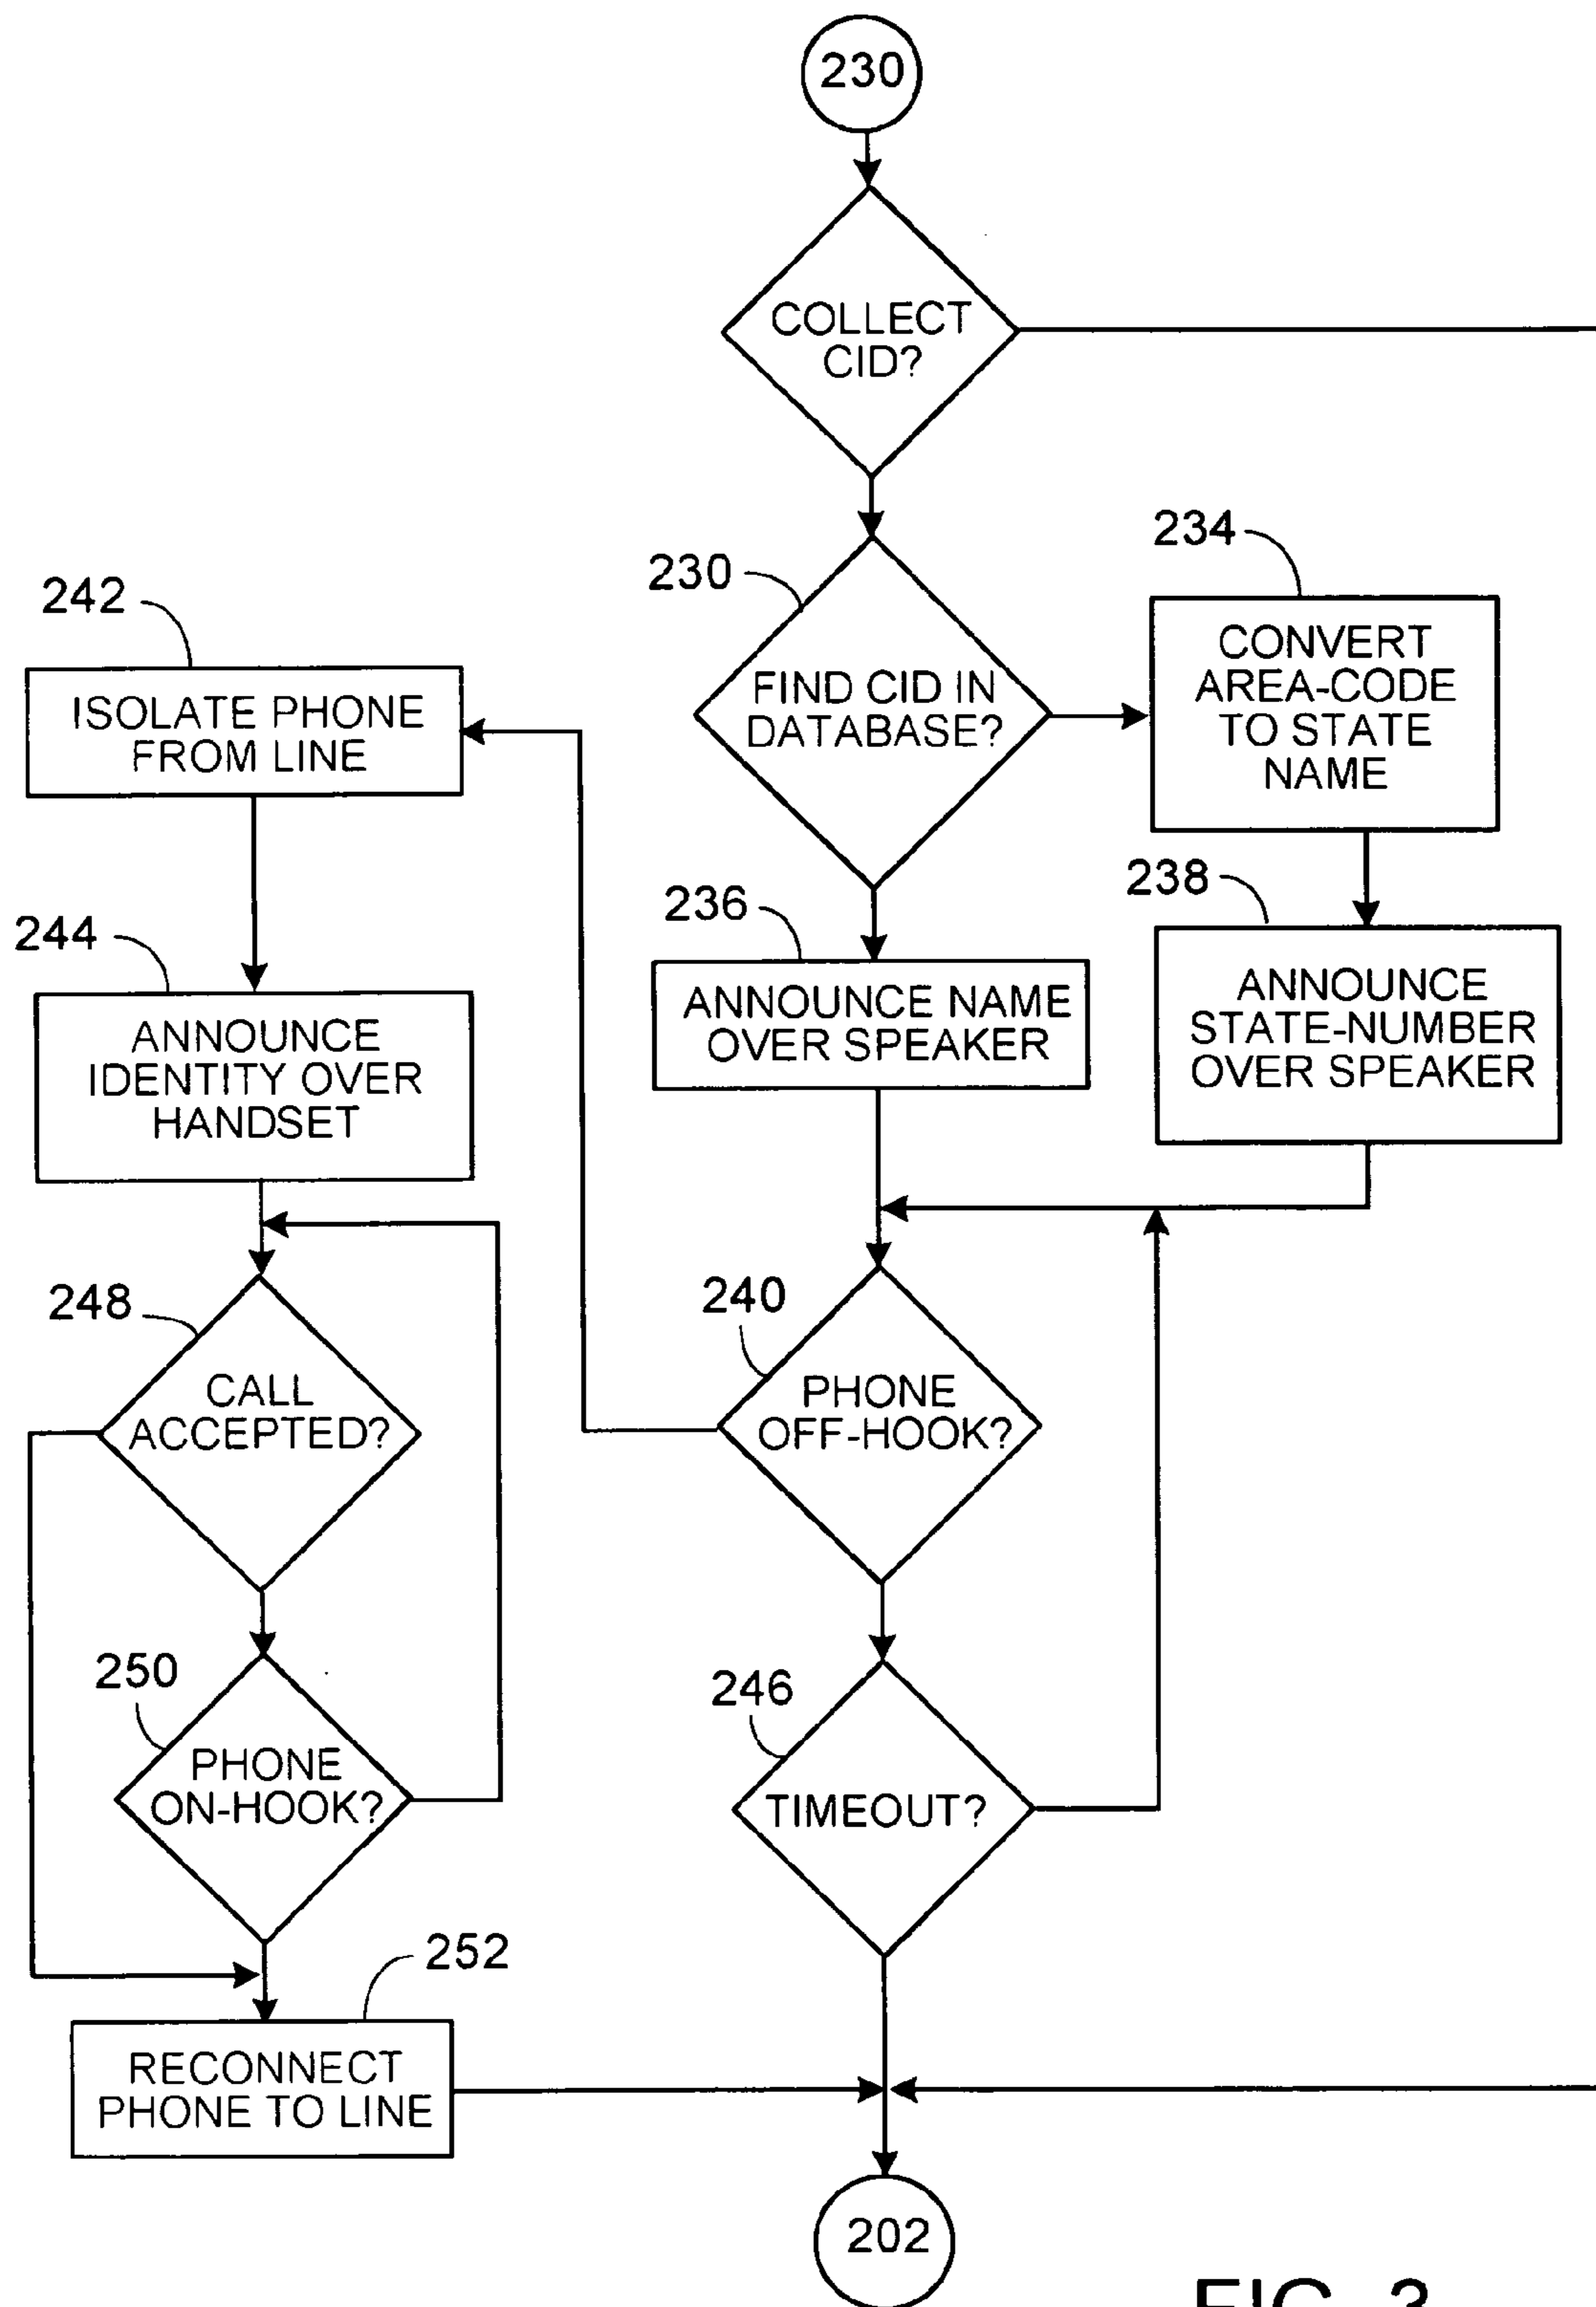 230
COLLECT
CID?
234
230
242
CONVERT
AREA-CODE
TO STATE
NAME
FIND CID IN
DATABASE?
ISOLATE PHONE
FROM LINE
238
236
244
ANNOUNCE
STATE-NUMBER
OVER SPEAKER
ANNOUNCE NAME
OVER SPEAKER
ANNOUNCE
IDENTITY OVER
HANDSET
240
248
PHONE
OFF-HOOK?
CALL
ACCEPTED?
250
246
PHONE
ON-HOOK?
TIMEOUT?
252
RECONNECT
PHONE TO LINE
202
FIG. 3